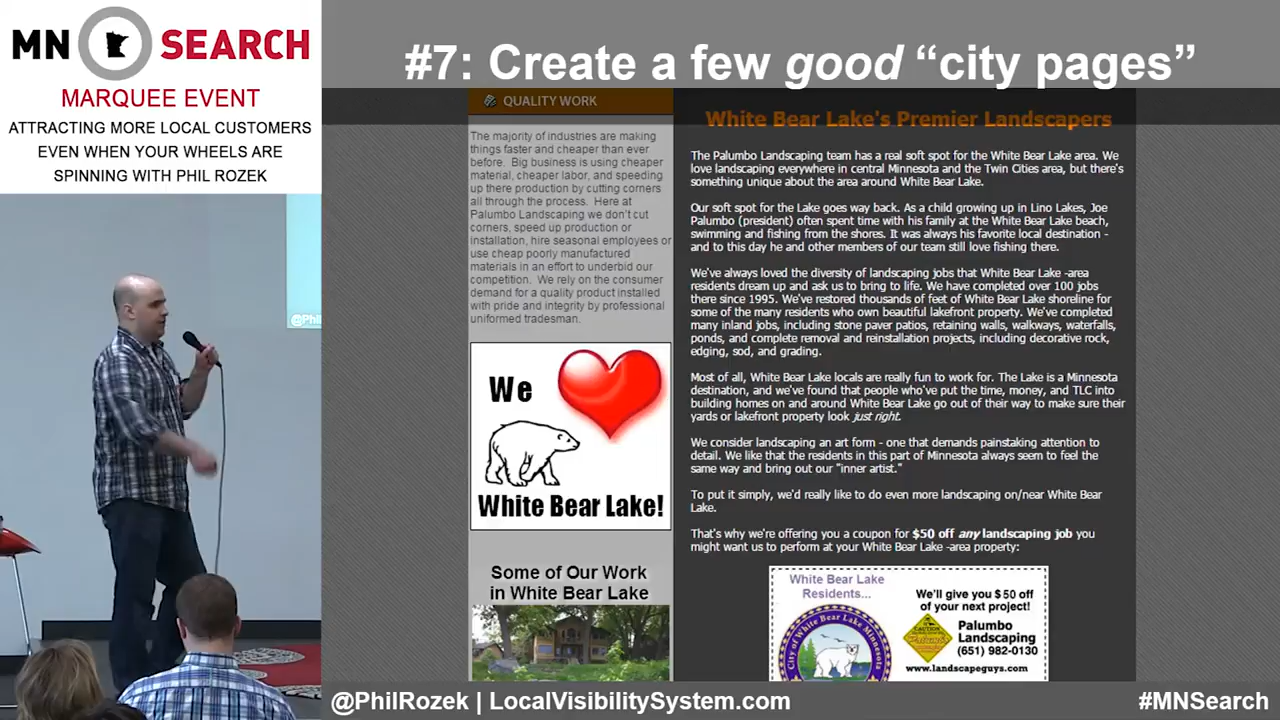 MN SEARCH
MARQUEE EVENT
ATTRACTING MORE LOCAL CUSTOMERS
EVEN WHEN YOUR WHEELS ARE
SPINNING WITH PHIL ROZEK
@Phi
#7: Create a few good “city pages”
QUALITY WORK
The majority of industries are making
things faster and cheaper than ever
before. Big business is using cheaper
material, cheaper labor, and speeding
up there production by cutting corners
all through the process. Here at
Palumbo Landscaping we don't cut
corners, speed up production or
installation, hire seasonal employees or
use cheap poorly manufactured
materials in an effort to underbid our
competition. We rely on the consumer
demand for a quality product installed
with pride and integrity by professional
uniformed tradesman.
We
White Bear Lake!
Some of Our Work
in White Bear Lake
White Bear Lake's Premier Landscapers
The Palumbo Landscaping team has a real soft spot for the White Bear Lake area. We
love landscaping everywhere in central Minnesota and the Twin Cities area, but there's
something unique about the area around White Bear Lake.
Our soft spot for the Lake goes way back. As a child growing up in Lino Lakes, Joe
Palumbo (president) often spent time with his family at the White Bear Lake beach,
swimming and fishing from the shores. It was always his favorite local destination -
and to this day he and other members of our team still love fishing there.
We've always loved the diversity of landscaping jobs that White Bear Lake -area
residents dream up and ask us to bring to life. We have completed over 100 jobs
there since 1995. We've restored thousands of feet of White Bear Lake shoreline for
some of the many residents who own beautiful lakefront property. We've completed
many inland jobs, including stone paver patios, retaining walls, walkways, waterfalls,
ponds, and complete removal and reinstallation projects, including decorative rock,
edging, sod, and grading.
Most of all, White Bear Lake locals are really fun to work for. The Lake is a Minnesota
destination, and we've found that people who've put the time, money, and TLC into
building homes on and around White Bear Lake go out of their way to make sure their
yards or lakefront property look just right.
We consider landscaping an art form - one that demands painstaking attention to
detail. We like that the residents in this part of Minnesota always seem to feel the
same way and bring out our "inner artist."
To put it simply, we'd really like to do even more landscaping on/near White Bear
Lake.
That's why we're offering you a coupon for $50 off any landscaping job you
might want us to perform at your White Bear Lake -area property:
White Bear Lake
Residents...
City of White Bear Lake Minnesota
We'll give you $50 off
of your next project!
CAUTION
Palumbo
Landscaping
(651) 982-0130
www.landscapeguys.com
@PhilRozek | LocalVisibilitySystem.com
#MNSearch